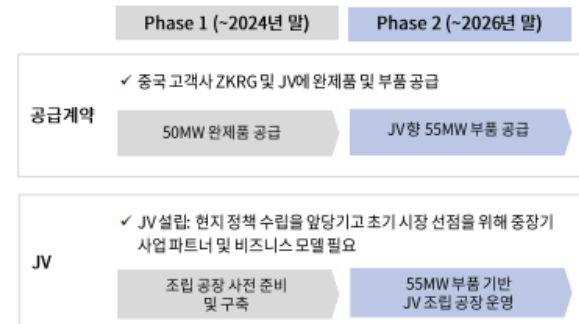 Phase 1 (~2024년 말)
Phase 2 (~2026년 말)
공급계약
✓ 중국 고객사 ZKRG 및 JV에 완제품 및 부품 공급
50MW 완제품 공급
JV향 55MW 부품 공급
JV
✓ JV 설립: 현지 정책 수립을 앞당기고 초기 시장 선점을 위해 중장기
사업 파트너 및 비즈니스 모델 필요
조립 공장 사전 준비
및 구축
55MW 부품 기반
JV 조립 공장 운영